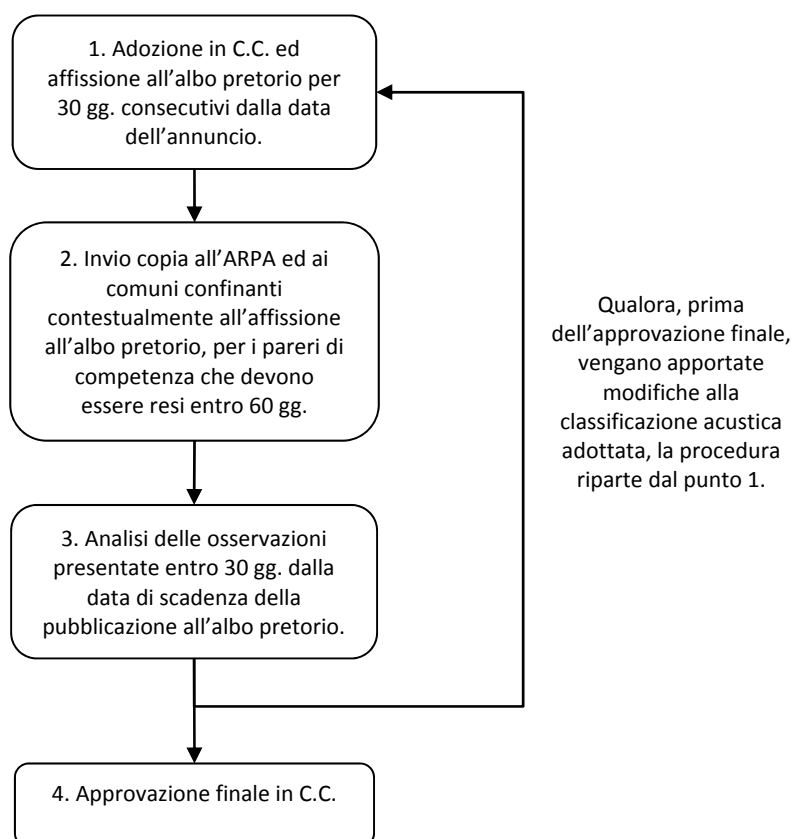 1. Adozione in C.C. ed
affissione all’albo pretorio per
30 gg. consecutivi dalla data
dell’annuncio.
2. Invio copia all’ARPA ed ai
comuni confinanti
contestualmente all’affissione
all’albo pretorio, per i pareri di
competenza che devono
essere resi entro 60 gg.
Qualora, prima
dell’approvazione finale,
vengano apportate
modifiche alla
classificazione acustica
adottata, la procedura
riparte dal punto 1.
3. Analisi delle osservazioni
presentate entro 30 gg. dalla
data di scadenza della
pubblicazione all’albo pretorio.
4. Approvazione finale in C.C.